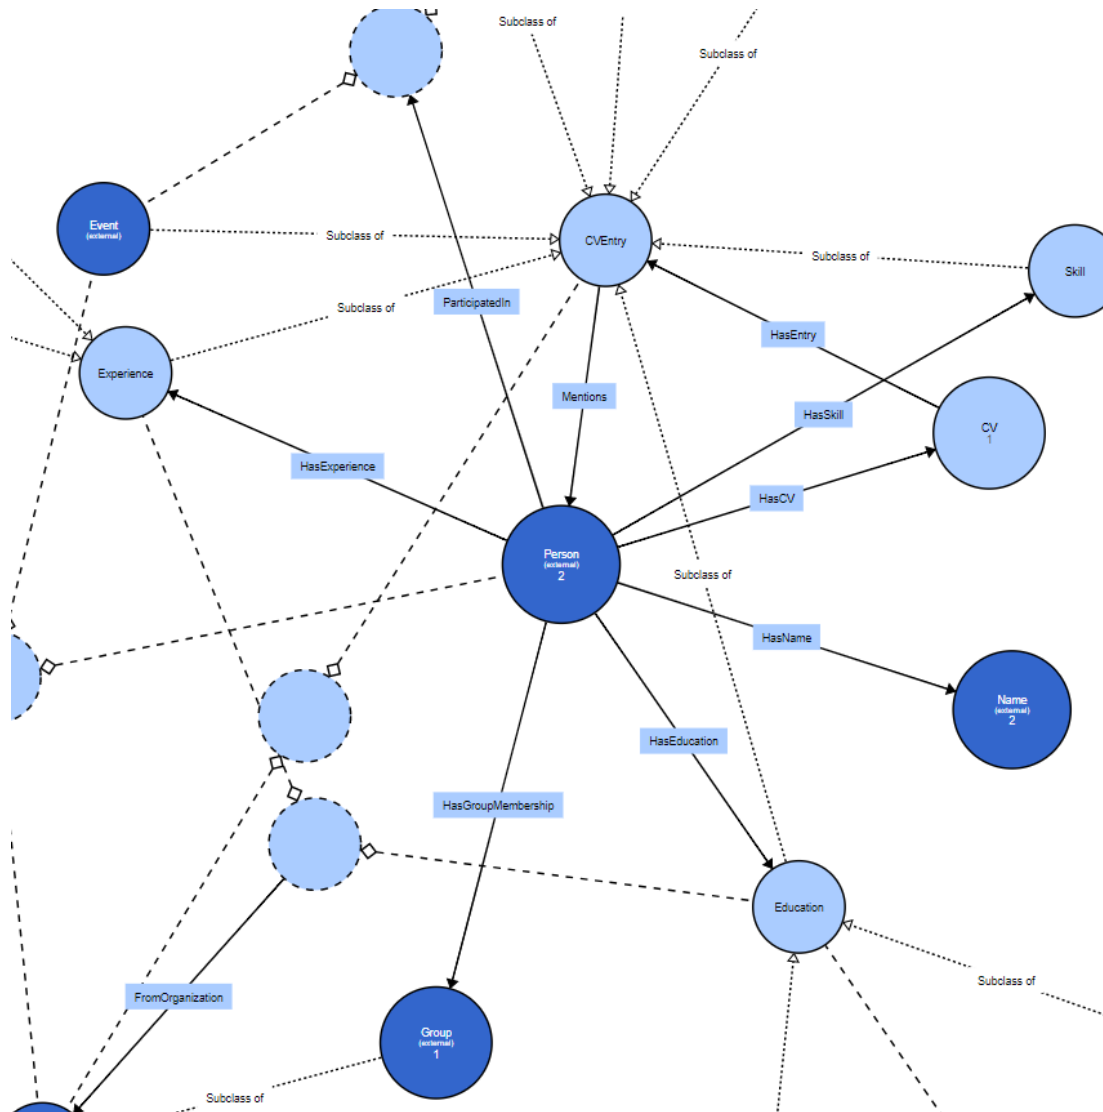 Subclass of
Subclass of
Event
(external)
Subclass of
CVEntry
Subclass of
Skill
ParticipatedIn
Subclass of
HasEntry
Experience
Mentions
HasSkill
CV
1
HasExperience
HasCV
Person
(external)
2
Subclass of
HasName
Name
(external)
2
HasEducation
HasGroupMembership
Education
Subclass of
FromOrganization
Group
(external)
1
Subclass of